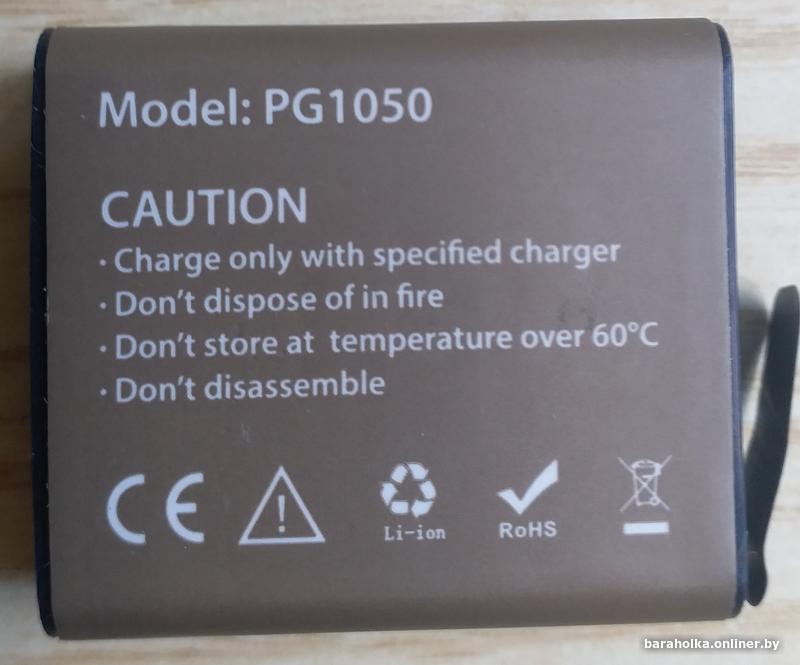 Model: PG1050
CAUTION
· Charge only with specified charger
· Don't dispose of in fire
· Don't store at  temperature over 60°C
· Don't disassemble
CE
!
Li-ion
RoHS
baraholka.onliner.by